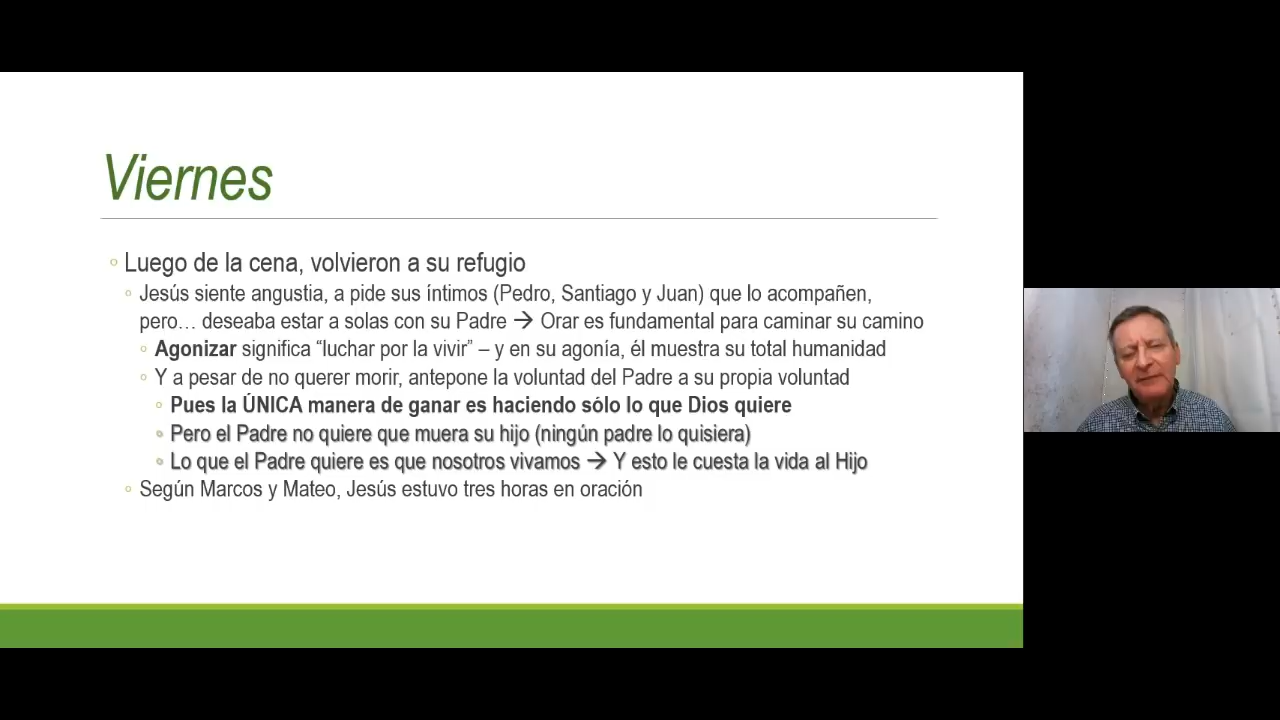 Viernes
Luego de la cena, volvieron a su refugio
Jesús siente angustia, a pide sus íntimos (Pedro, Santiago y Juan) que lo acompañen,
pero… deseaba estar a solas con su Padre → Orar es fundamental para caminar su camino
Agonizar significa “luchar por la vivir” – y en su agonía, él muestra su total humanidad
Y a pesar de no querer morir, antepone la voluntad del Padre a su propia voluntad
Pues la ÚNICA manera de ganar es haciendo sólo lo que Dios quiere
Pero el Padre no quiere que muera su hijo (ningún padre lo quisiera)
Lo que el Padre quiere es que nosotros vivamos → Y esto le cuesta la vida al Hijo
Según Marcos y Mateo, Jesús estuvo tres horas en oración